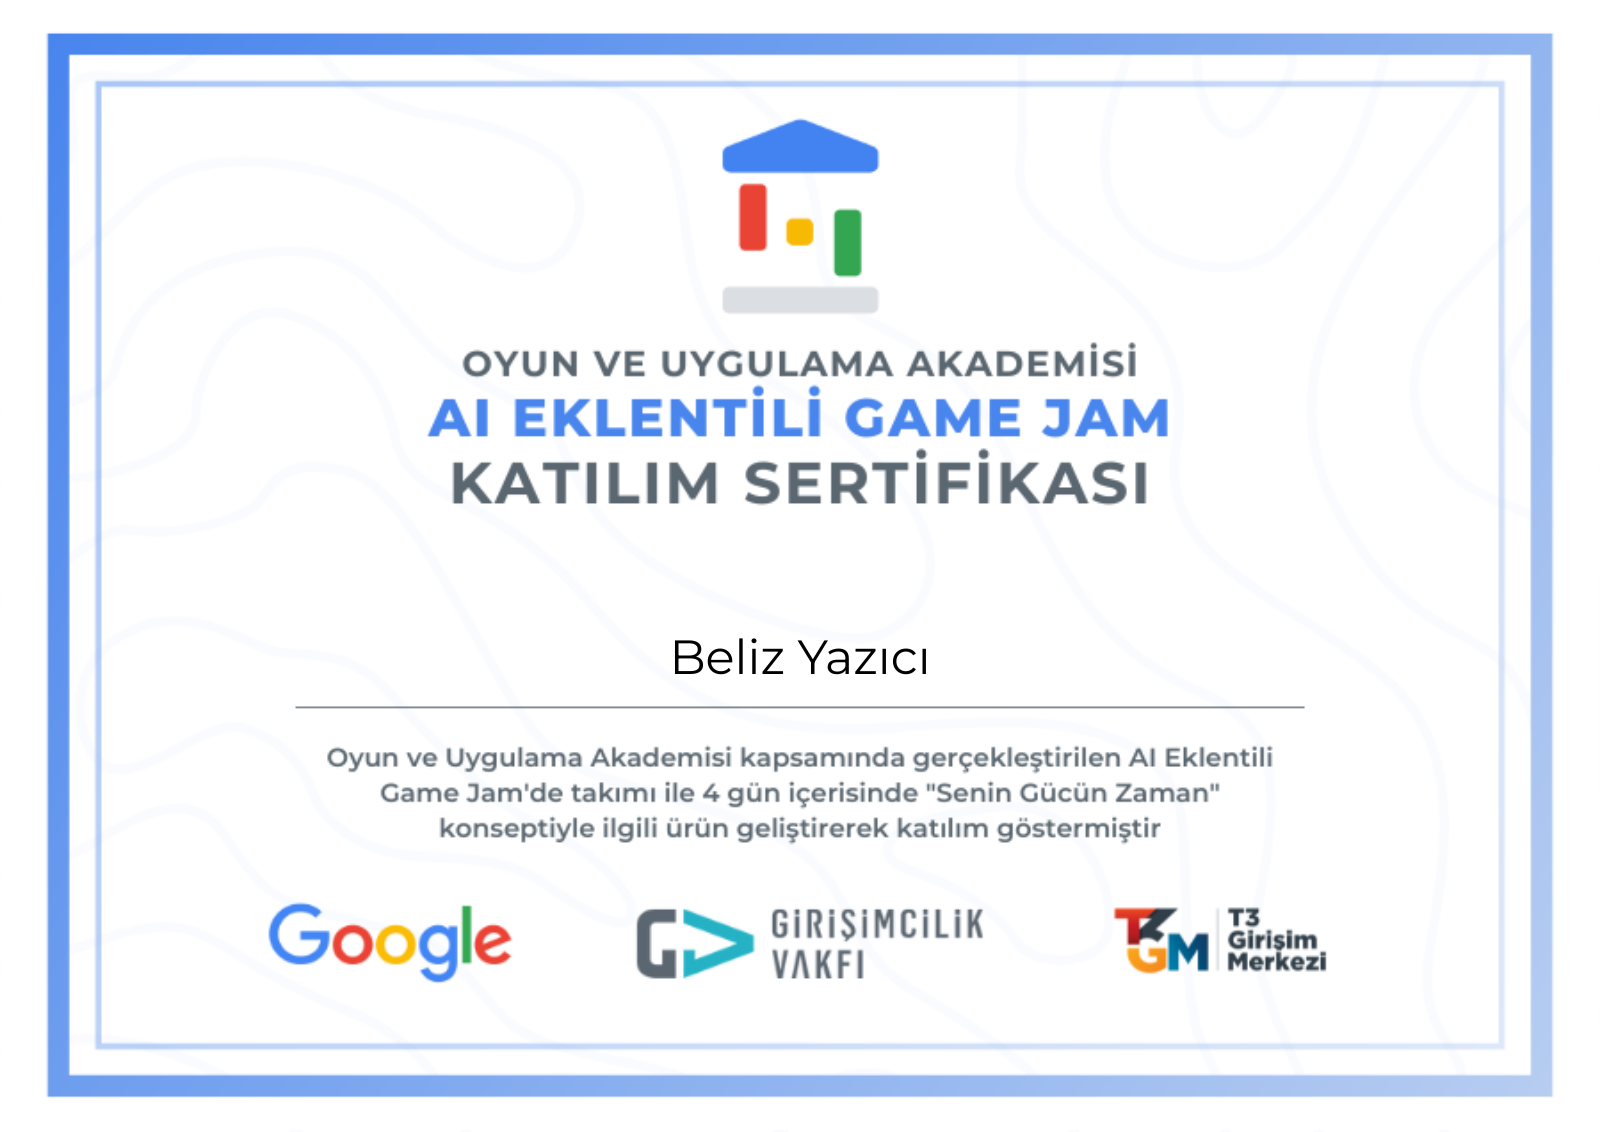 OYUN VE UYGULAMA AKADEMİSİ
AI EKLENTİLİ GAME JAM
KATILIM SERTİFİKASI
Beliz Yazıcı
Oyun ve Uygulama Akademisi kapsamında gerçekleştirilen AI Eklentili
Game Jam'de takımı ile 4 gün içerisinde "Senin Gücün Zaman"
konseptiyle ilgili ürün geliştirerek katılım göstermiştir
Google
GİRİŞİMCİLİK
VAKFI
T3GM
T3
Girişim
Merkezi